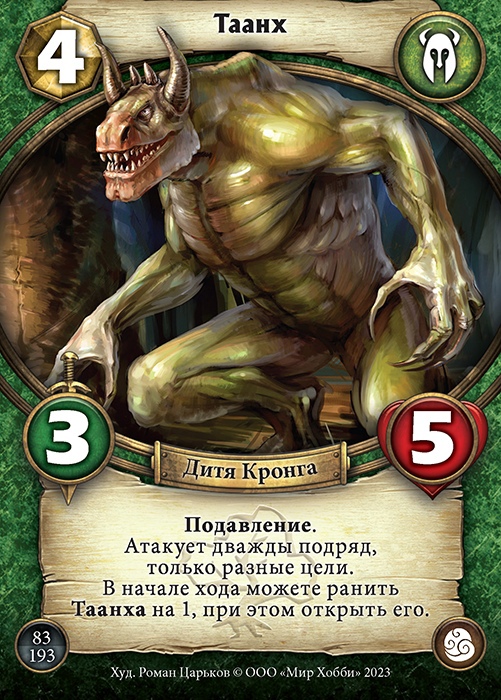 Таанх
4
3
5
Дитя Кронга
Подавление.
Атакует дважды подряд,
только разные цели.
В начале хода можете ранить
Таанха на 1, при этом открыть его.
83
193
Худ. Роман Царьков © ООО «Мир Хобби» 2023